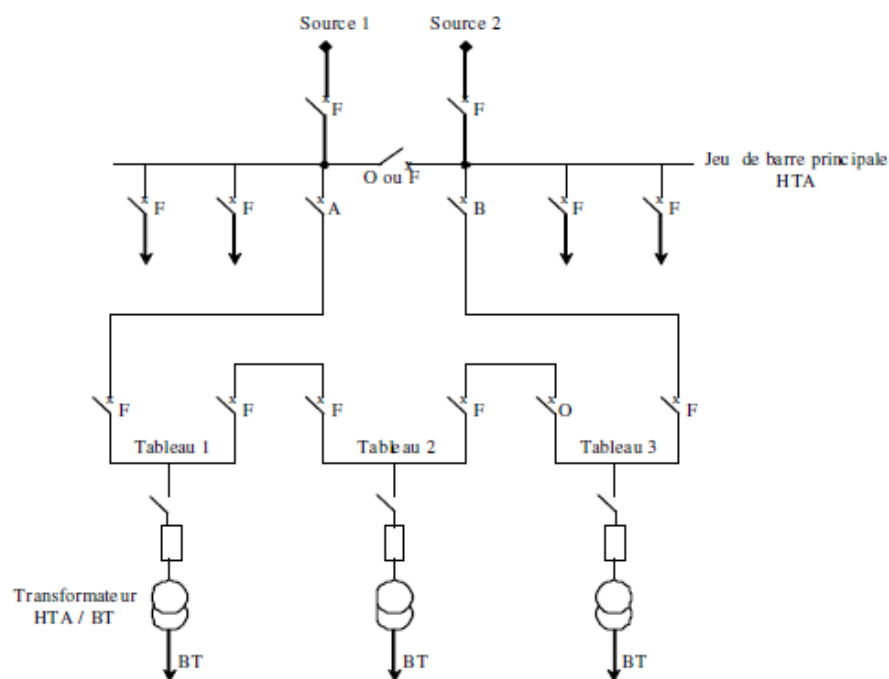 Source 1
Source 2
F
F
O ou F
Jeu de barre principale
HTA
F
F
A
B
F
F
F
F
F
F
O
F
Tableau 1
Tableau 2
Tableau 3
Transformateur
HTA / BT
BT
BT
BT